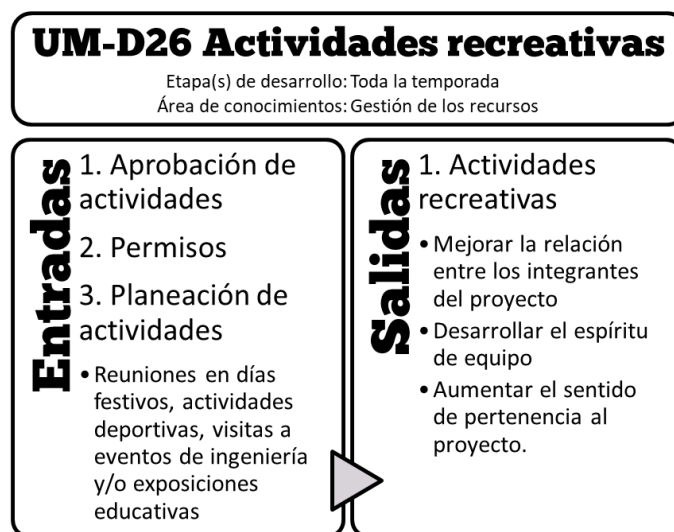 UM-D26 Actividades recreativas
Etapa(s) de desarrollo: Toda la temporada
Área de conocimientos: Gestión de los recursos
Entradas
1. Aprobación de
actividades
2. Permisos
3. Planeación de
actividades
• Reuniones en días
festivos, actividades
deportivas, visitas a
eventos de ingeniería
y/o exposiciones
educativas
Salidas
1. Actividades
recreativas
• Mejorar la relación
entre los integrantes
del proyecto
• Desarrollar el espíritu
de equipo
• Aumentar el sentido
de pertenencia al
proyecto.